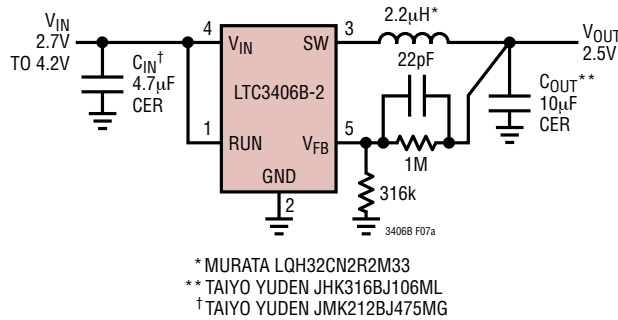 VIN
2.7V
TO 4.2V
CIN†
4.7µF
CER
4
VIN
SW
3
2.2µH*
22pF
VOUT
2.5V
COUT**
10µF
CER
LTC3406B-2
1
RUN
VFB
5
1M
GND
2
316k
3406B F07a
*MURATA LQH32CN2R2M33
**TAIYO YUDEN JHK316BJ106ML
†TAIYO YUDEN JMK212BJ475MG